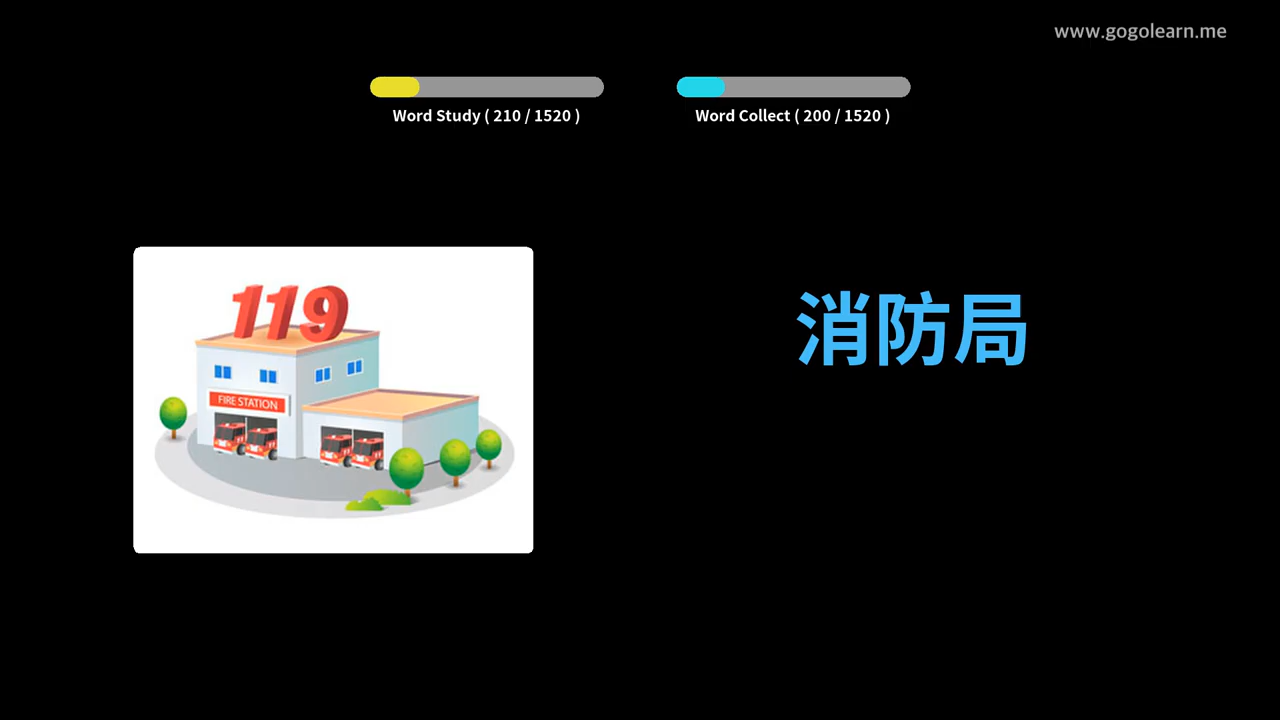 www.gogolearn.me
Word Study ( 210 / 1520 )
Word Collect ( 200 / 1520 )
119
FIRE STATION
消防局